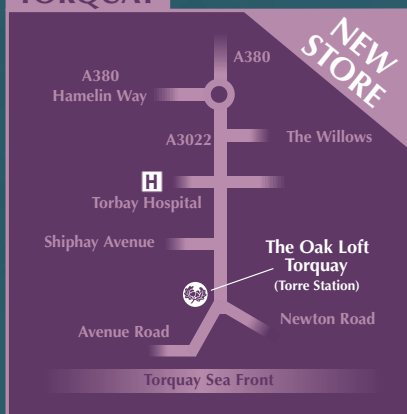 TORQUAY
NEW
STORE
A380
A380
Hamelin Way
A3022
The Willows
H
Torbay Hospital
Shiphay Avenue
The Oak Loft
Torquay
(Torre Station)
Newton Road
Avenue Road
Torquay Sea Front